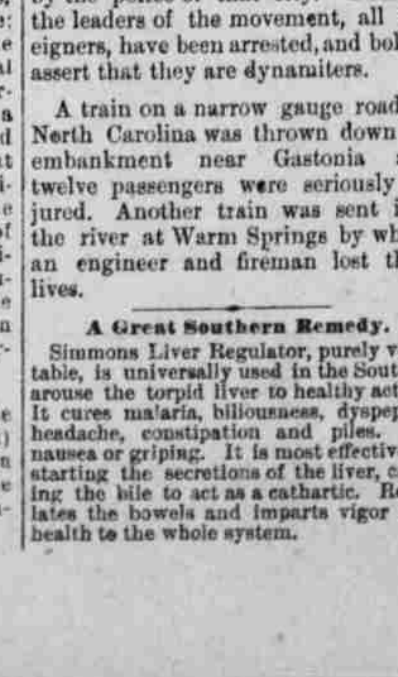 the leaders of the movement, all
eigners, have been arrested, and bol
assert that they are dynamiters.
A train on a narrow gauge road
North Carolina was thrown down
embankment near Gastonia
twelve passengers were seriously
jured. Another train was sent i
the river at Warm Springs by wh
an engineer and fireman lost th
lives.
A Great Southern Remedy.
Simmons Liver Regulator, purely v
table, is universally used in the Sout
arouse the torpid liver to healthy act
It cures malaria, biliousness, dyspep
headache, constipation and piles.
nausea or griping. It is most effectiv
starting the secretions of the liver, c
ing the bile to act as a cathartic. Re
lates the bowels and imparts vigor
health to the whole system.